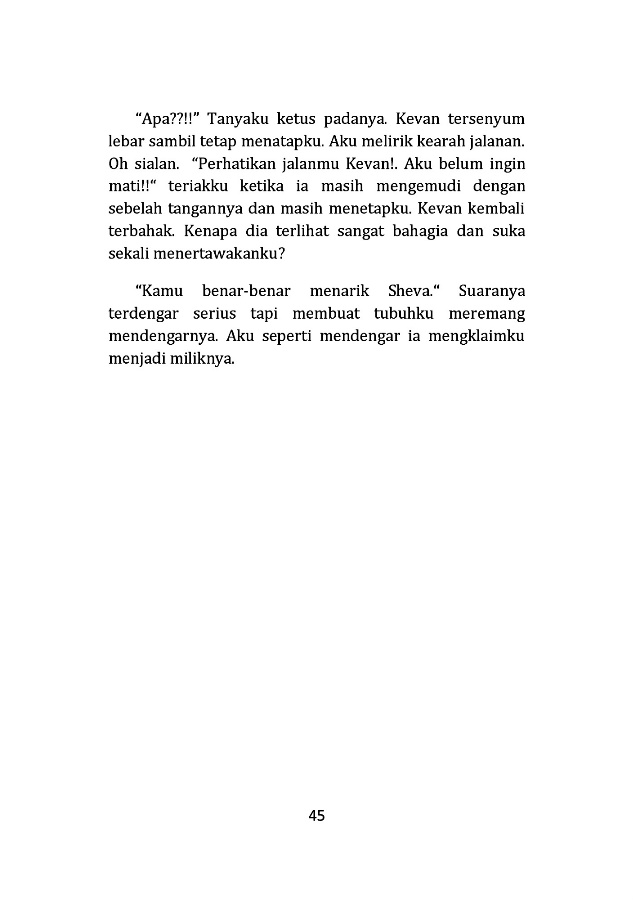 “Apa??!!” Tanyaku ketus padanya. Kevan tersenyum
lebar sambil tetap menatapku. Aku melirik kearah jalanan.
Oh sialan. “Perhatikan jalanmu Kevan!. Aku belum ingin
mati!!“ teriakku ketika ia masih mengemudi dengan
sebelah tangannya dan masih menetapku. Kevan kembali
terbahak. Kenapa dia terlihat sangat bahagia dan suka
sekali menertawakanku?
“Kamu benar-benar menarik Sheva.“ Suaranya
terdengar serius tapi membuat tubuhku meremang
mendengarnya. Aku seperti mendengar ia mengklaimku
menjadi miliknya.
45